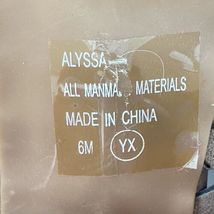 ALYSSA
ALL MANMADE MATERIALS
MADE IN CHINA
6M YX